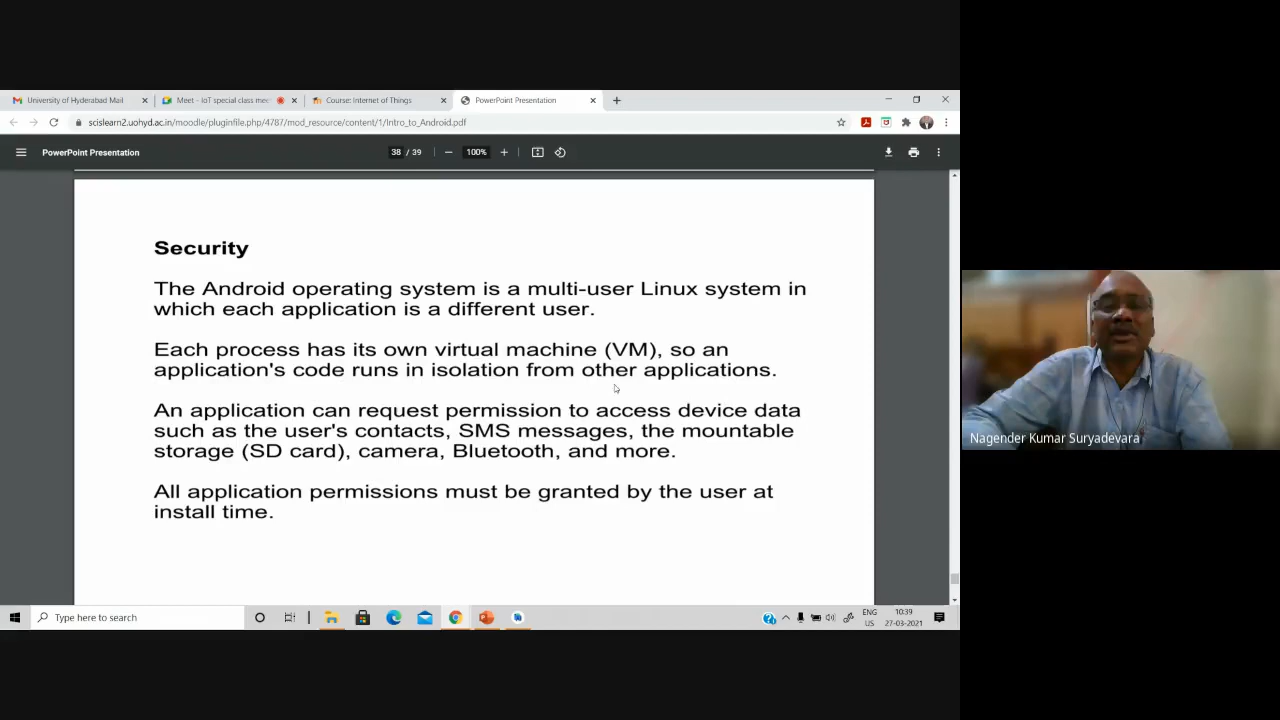 University of Hyderabad Mail
Meet - IoT special class mee
Course: Internet of Things
PowerPoint Presentation
scislearn2.uohyd.ac.in/moodle/pluginfile.php/4787/mod_resource/content/1/Intro_to_Android.pdf
PowerPoint Presentation
38 / 39
100%
Security
The Android operating system is a multi-user Linux system in
which each application is a different user.
Each process has its own virtual machine (VM), so an
application's code runs in isolation from other applications.
An application can request permission to access device data
such as the user's contacts, SMS messages, the mountable
storage (SD card), camera, Bluetooth, and more.
All application permissions must be granted by the user at
install time.
Nagender Kumar Suryadevara
Type here to search
ENG
US
10:39
27-03-2021